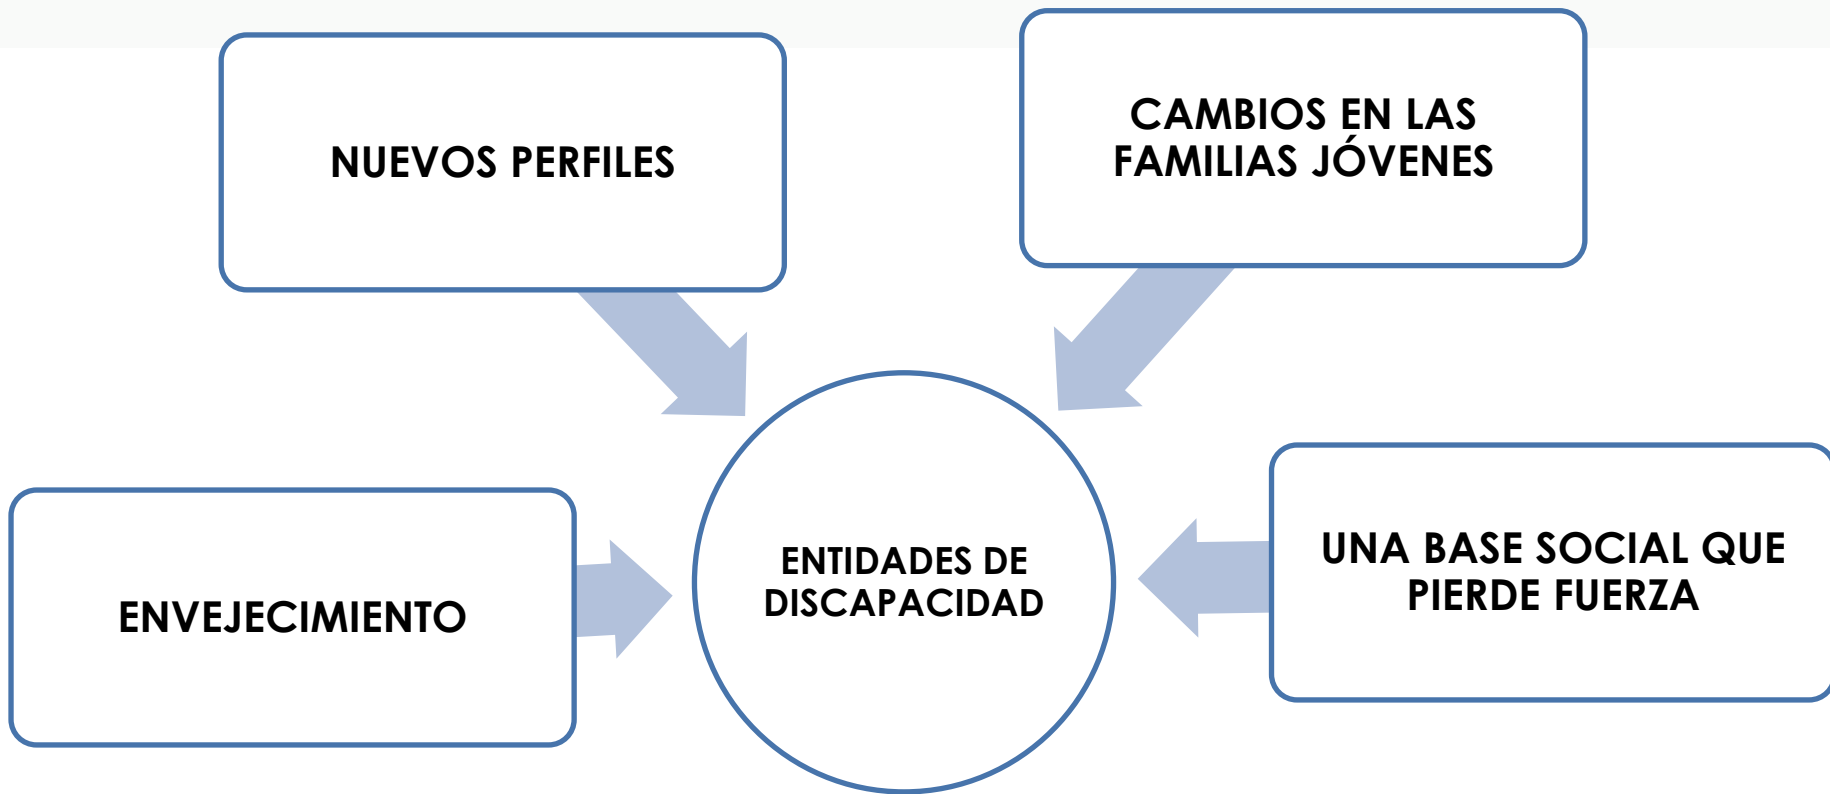 NUEVOS PERFILES
CAMBIOS EN LAS
FAMILIAS JÓVENES
ENVEJECIMIENTO
ENTIDADES DE
DISCAPACIDAD
UNA BASE SOCIAL QUE
PIERDE FUERZA